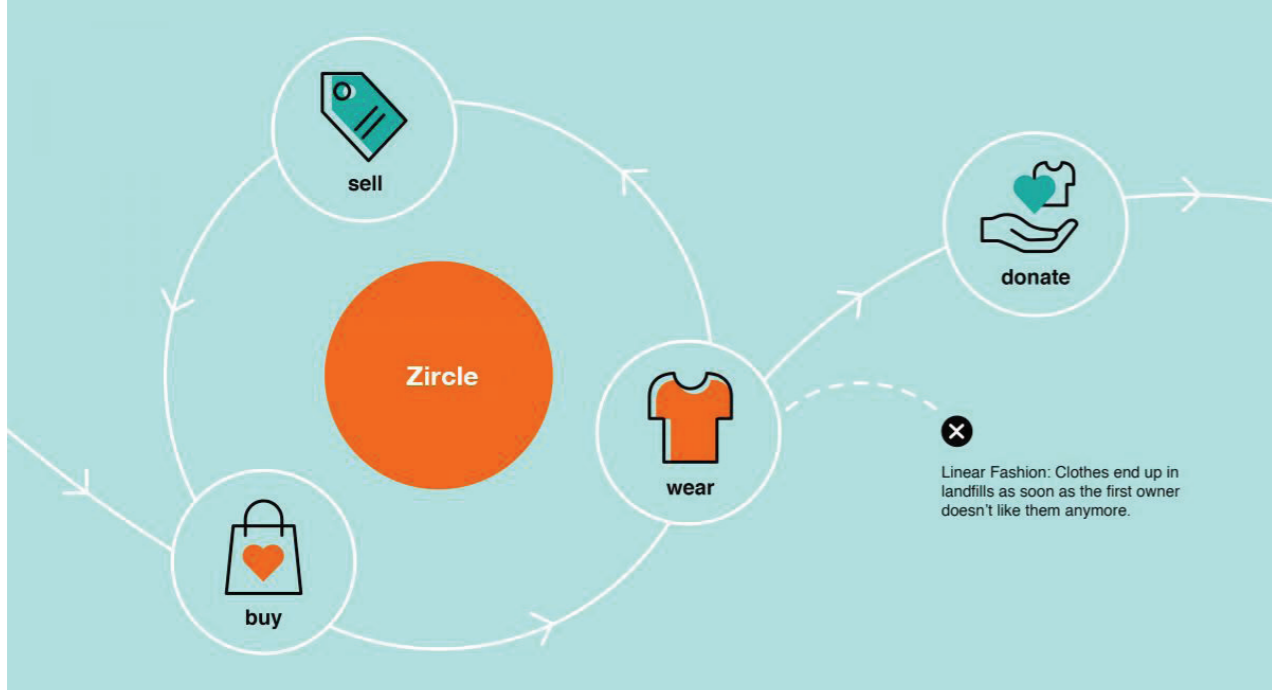 sell
donate
Zircle
wear
Linear Fashion: Clothes end up in
landfills as soon as the first owner
doesn't like them anymore.
buy